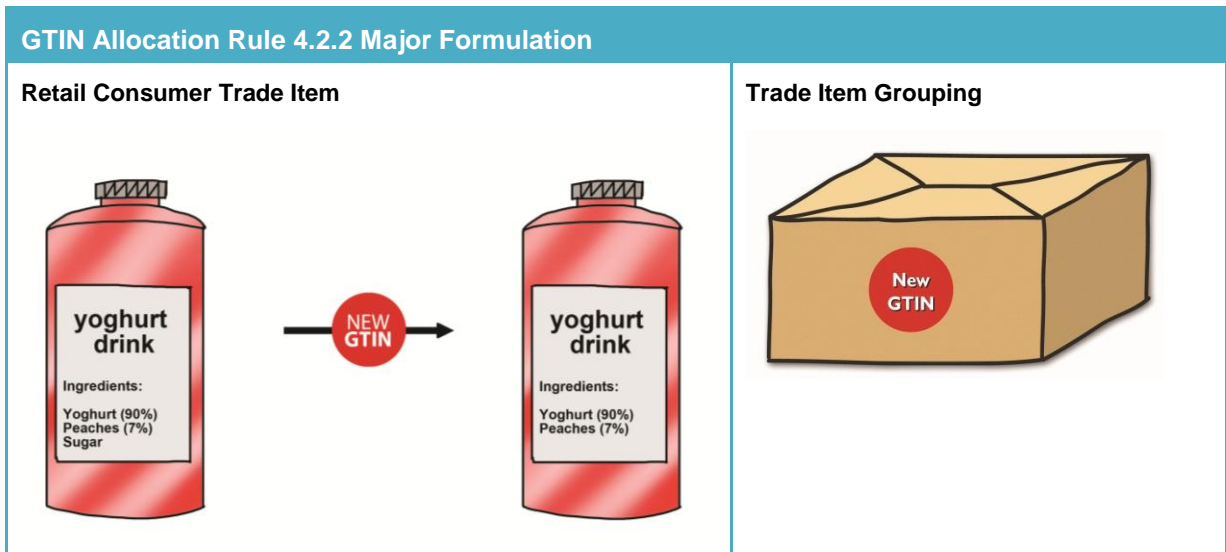 GTIN Allocation Rule 4.2.2 Major Formulation
Retail Consumer Trade Item
yoghurt
drink
Ingredients:
Yoghurt (90%)
Peaches (7%)
Sugar
NEW
GTIN
yoghurt
drink
Ingredients:
Yoghurt (90%)
Peaches (7%)
Trade Item Grouping
New
GTIN